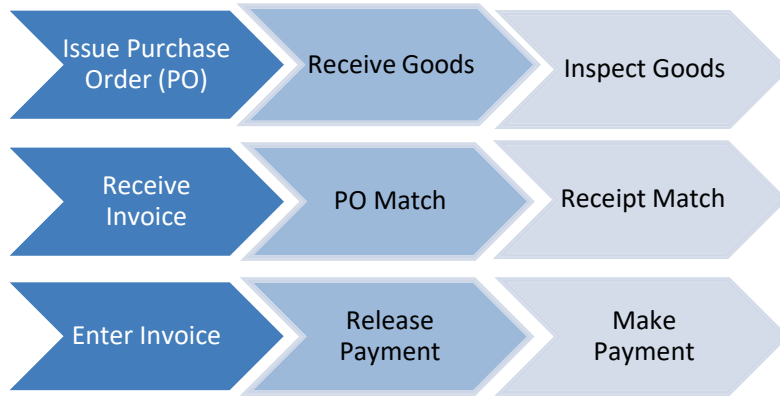 Issue Purchase
Order (PO)
Receive Goods
Inspect Goods
Receive
Invoice
PO Match
Receipt Match
Enter Invoice
Release
Payment
Make
Payment